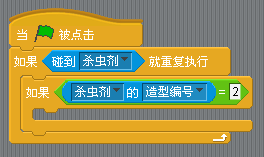 当 被点击
如果 碰到 杀虫剂 就重复执行
如果 杀虫剂 的 造型编号 = 2